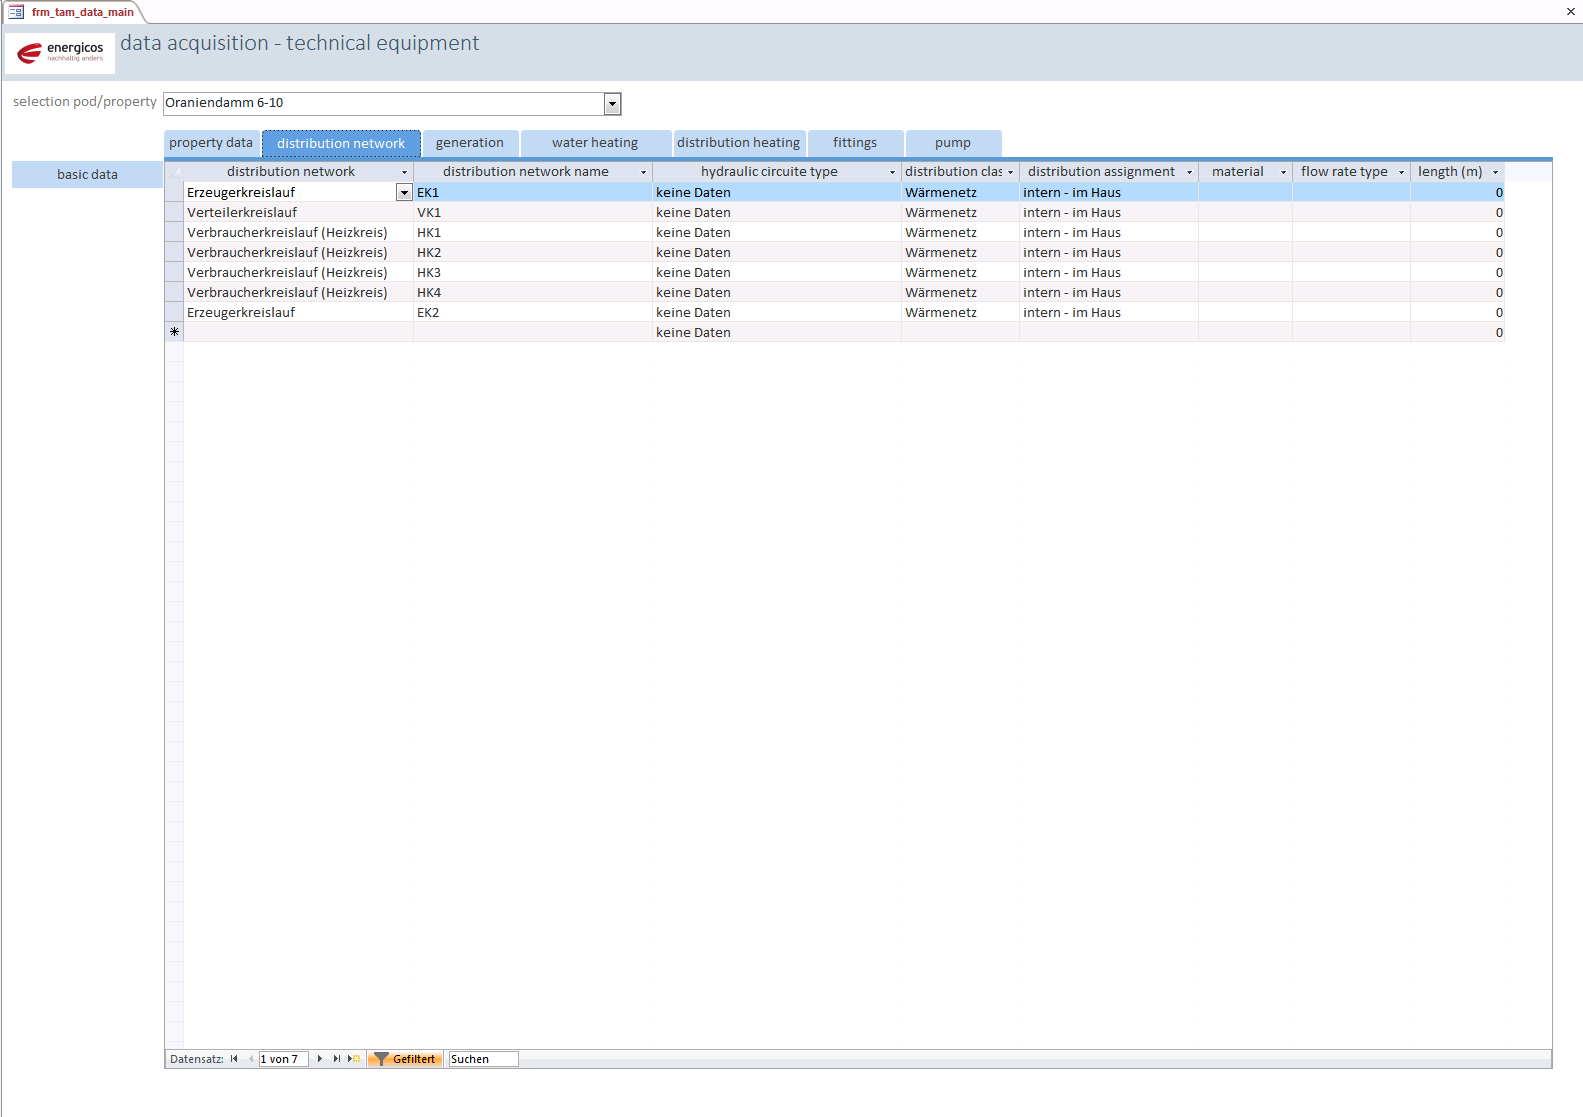 frm_tam_data_main
energicos
nachhaltig anders
data acquisition - technical equipment
selection pod/property Oraniendamm 6-10
property data distribution network generation water heating distribution heating fittings pump
basic data
distribution network distribution network name hydraulic circuite type distribution clas distribution assignment material flow rate type length (m)
Erzeugerkreislauf EK1 keine Daten Wärmenetz intern - im Haus 0
Verteilerkreislauf VK1 keine Daten Wärmenetz intern - im Haus 0
Verbraucherkreislauf (Heizkreis) HK1 keine Daten Wärmenetz intern - im Haus 0
Verbraucherkreislauf (Heizkreis) HK2 keine Daten Wärmenetz intern - im Haus 0
Verbraucherkreislauf (Heizkreis) HK3 keine Daten Wärmenetz intern - im Haus 0
Verbraucherkreislauf (Heizkreis) HK4 keine Daten Wärmenetz intern - im Haus 0
Erzeugerkreislauf EK2 keine Daten Wärmenetz intern - im Haus 0
keine Daten 0
Datensatz: 1 von 7 Gefiltert Suchen